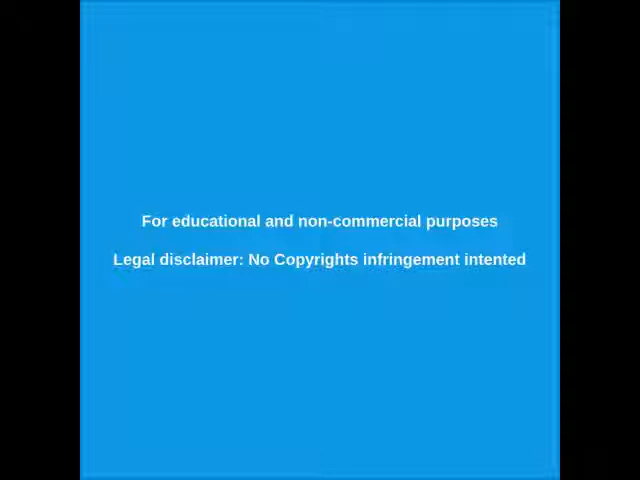 For educational and non-commercial purposes
Legal disclaimer: No Copyrights infringement intented